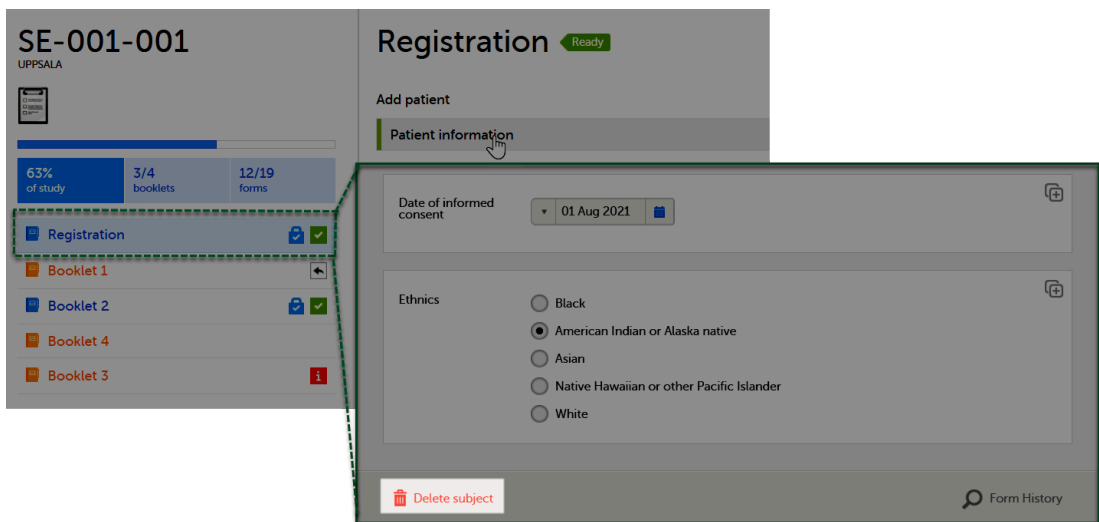 SE-001-001
UPPSALA
63%
of study
3/4
booklets
12/19
forms
Registration
Booklet 1
Booklet 2
Booklet 4
Booklet 3
i
Registration
Ready
Add patient
Patient information
Date of informed
consent
01 Aug 2021
Ethnics
Black
American Indian or Alaska native
Asian
Native Hawaiian or other Pacific Islander
White
Delete subject
Form History